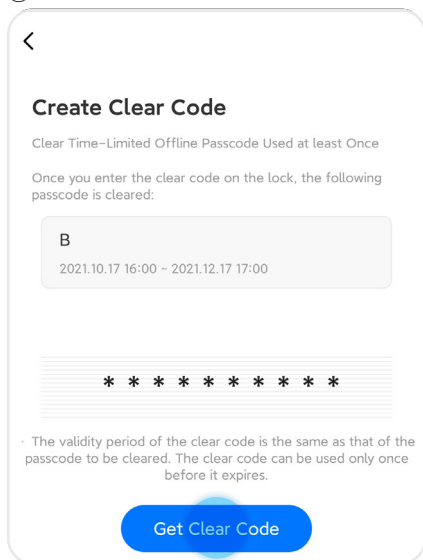 Create Clear Code
Clear Time-Limited Offline Passcode Used at least Once
Once you enter the clear code on the lock, the following
passcode is cleared:
B
2021.10.17 16:00 - 2021.12.17 17:00
* * * * * * * * * *
· The validity period of the clear code is the same as that of the
passcode to be cleared. The clear code can be used only once
before it expires.
Get Clear Code